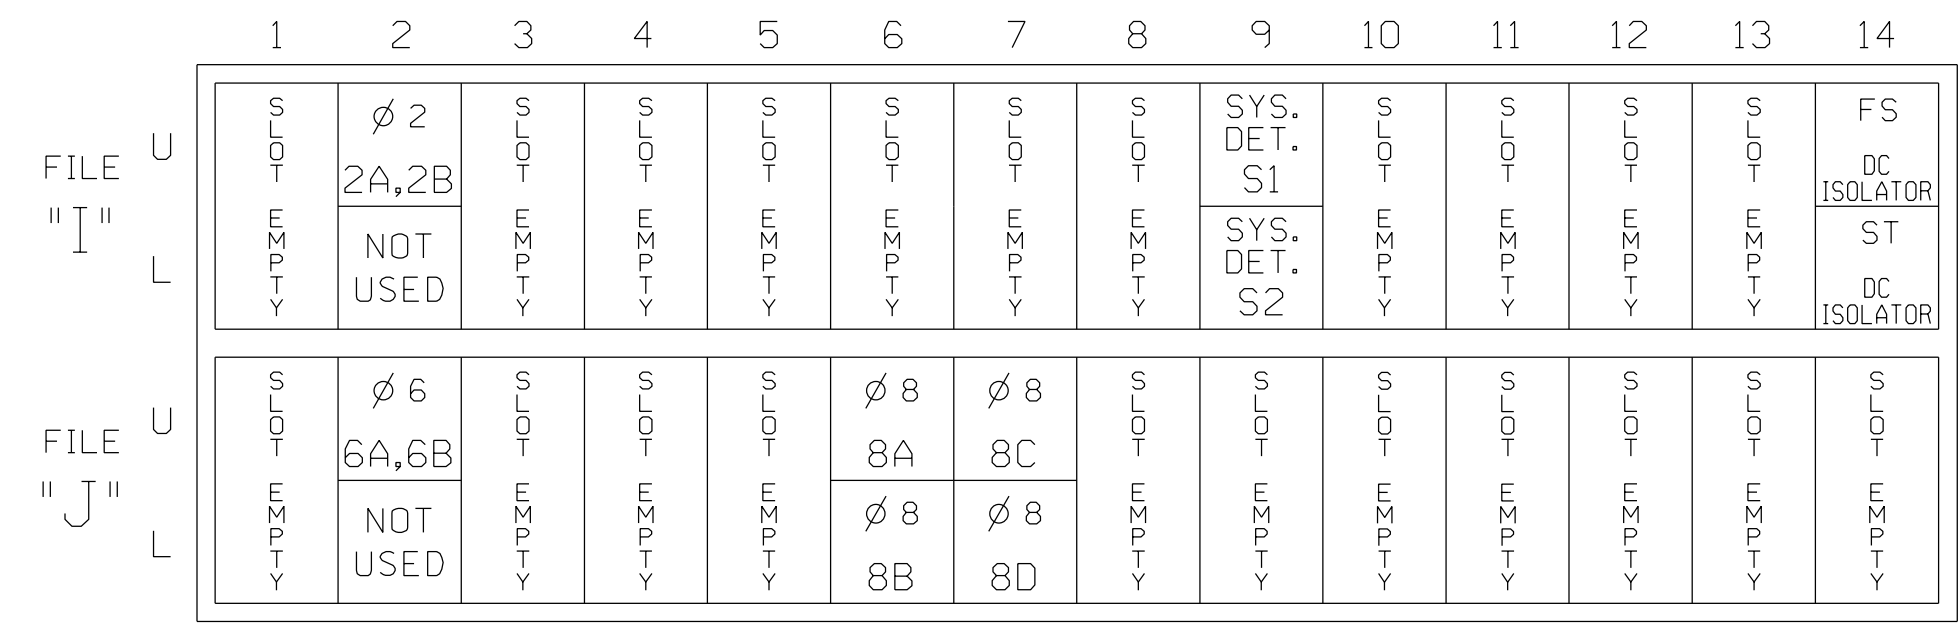 1 2 3 4 5 6 7 8 9 10 11 12 13 14
FILE
"I"
U
L
SLOT EMPTY
Ø 2
2A,2B
NOT
USED
SLOT EMPTY
SLOT EMPTY
SLOT EMPTY
SLOT EMPTY
SLOT EMPTY
SLOT EMPTY
SYS.
DET.
S1
SYS.
DET.
S2
SLOT EMPTY
SLOT EMPTY
SLOT EMPTY
SLOT EMPTY
FS
DC
ISOLATOR
ST
DC
ISOLATOR
FILE
"J"
U
L
SLOT EMPTY
Ø 6
6A,6B
NOT
USED
SLOT EMPTY
SLOT EMPTY
SLOT EMPTY
Ø 8
8A
Ø 8
8B
Ø 8
8C
Ø 8
8D
SLOT EMPTY
SLOT EMPTY
SLOT EMPTY
SLOT EMPTY
SLOT EMPTY
SLOT EMPTY
SLOT EMPTY